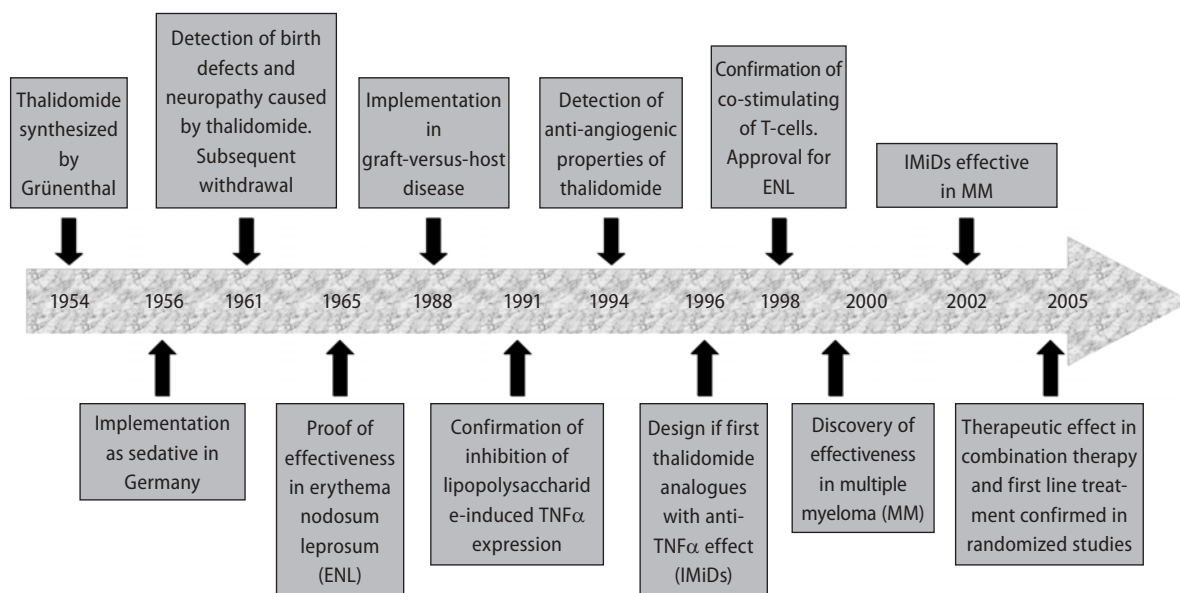 Thalidomide
synthesized
by
Grünenthal
Detection of birth
defects and
neuropathy caused
by thalidomide.
Subsequent
withdrawal
Implementation
in
graft-versus-host
disease
Detection of
anti-angiogenic
properties of
thalidomide
Confirmation of
co-stimulating
of T-cells.
Approval for
ENL
IMiDs effective
in MM
1954 1956 1961 1965 1988 1991 1994 1996 1998 2000 2002 2005
Implementation
as sedative in
Germany
Proof of
effectiveness
in erythema
nodosum
leprosum
(ENL)
Confirmation of
inhibition of
lipopolysaccharid
e-induced TNFα
expression
Design if first
thalidomide
analogues
with anti-
TNFα effect
(IMiDs)
Discovery of
effectiveness
in multiple
myeloma (MM)
Therapeutic effect in
combination therapy
and first line treat-
ment confirmed in
randomized studies